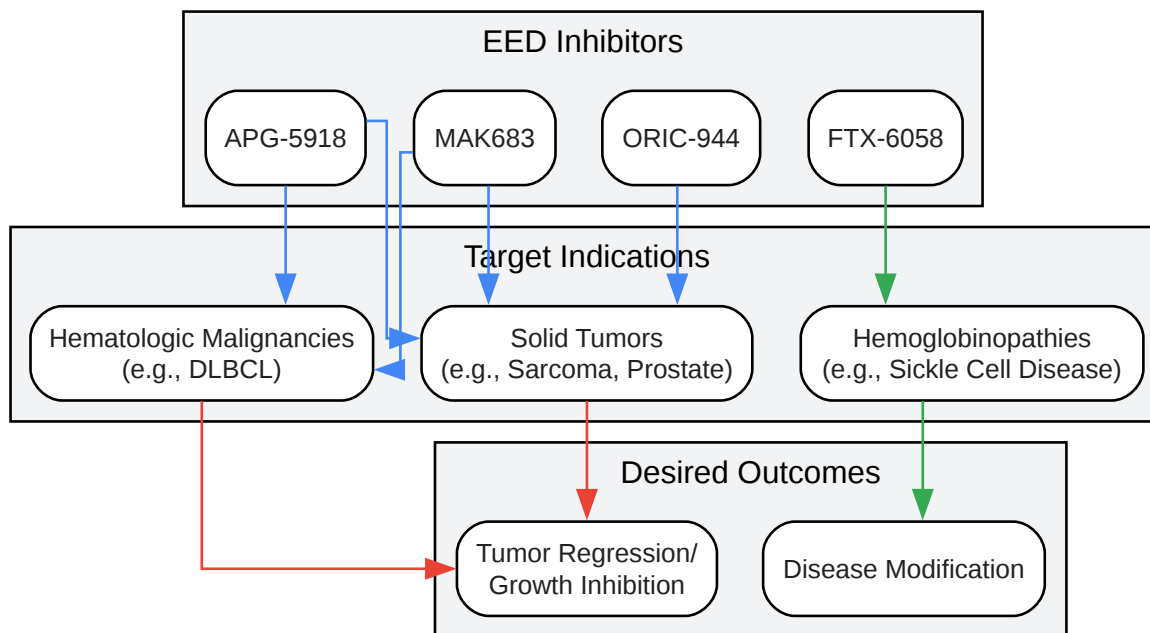 EED Inhibitors
APG-5918
MAK683
ORIC-944
FTX-6058
Target Indications
Hematologic Malignancies
(e.g., DLBCL)
Solid Tumors
(e.g., Sarcoma, Prostate)
Hemoglobinopathies
(e.g., Sickle Cell Disease)
Desired Outcomes
Tumor Regression/
Growth Inhibition
Disease Modification